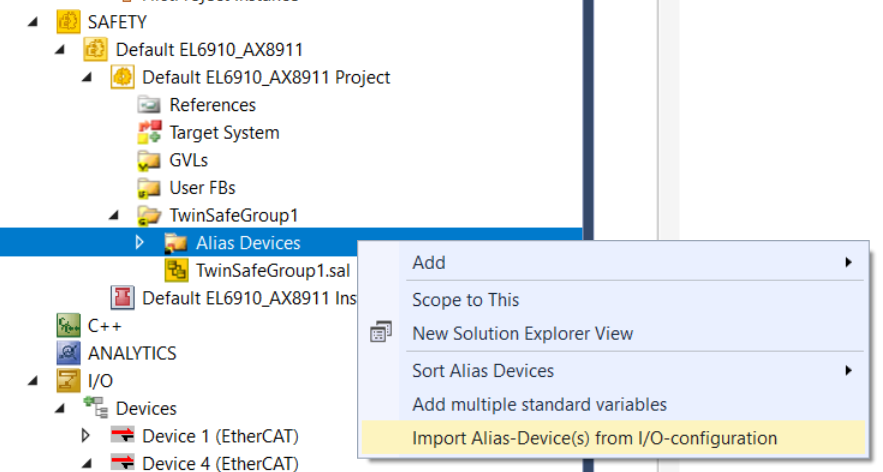 SAFETY
Default EL6910_AX8911
Default EL6910_AX8911 Project
References
Target System
GVLs
User FBs
TwinSafeGroup1
Alias Devices
TwinSafeGroup1.sal
Default EL6910_AX8911 Ins
C++
ANALYTICS
I/O
Devices
Device 1 (EtherCAT)
Device 4 (EtherCAT)
Add
Scope to This
New Solution Explorer View
Sort Alias Devices
Add multiple standard variables
Import Alias-Device(s) from I/O-configuration